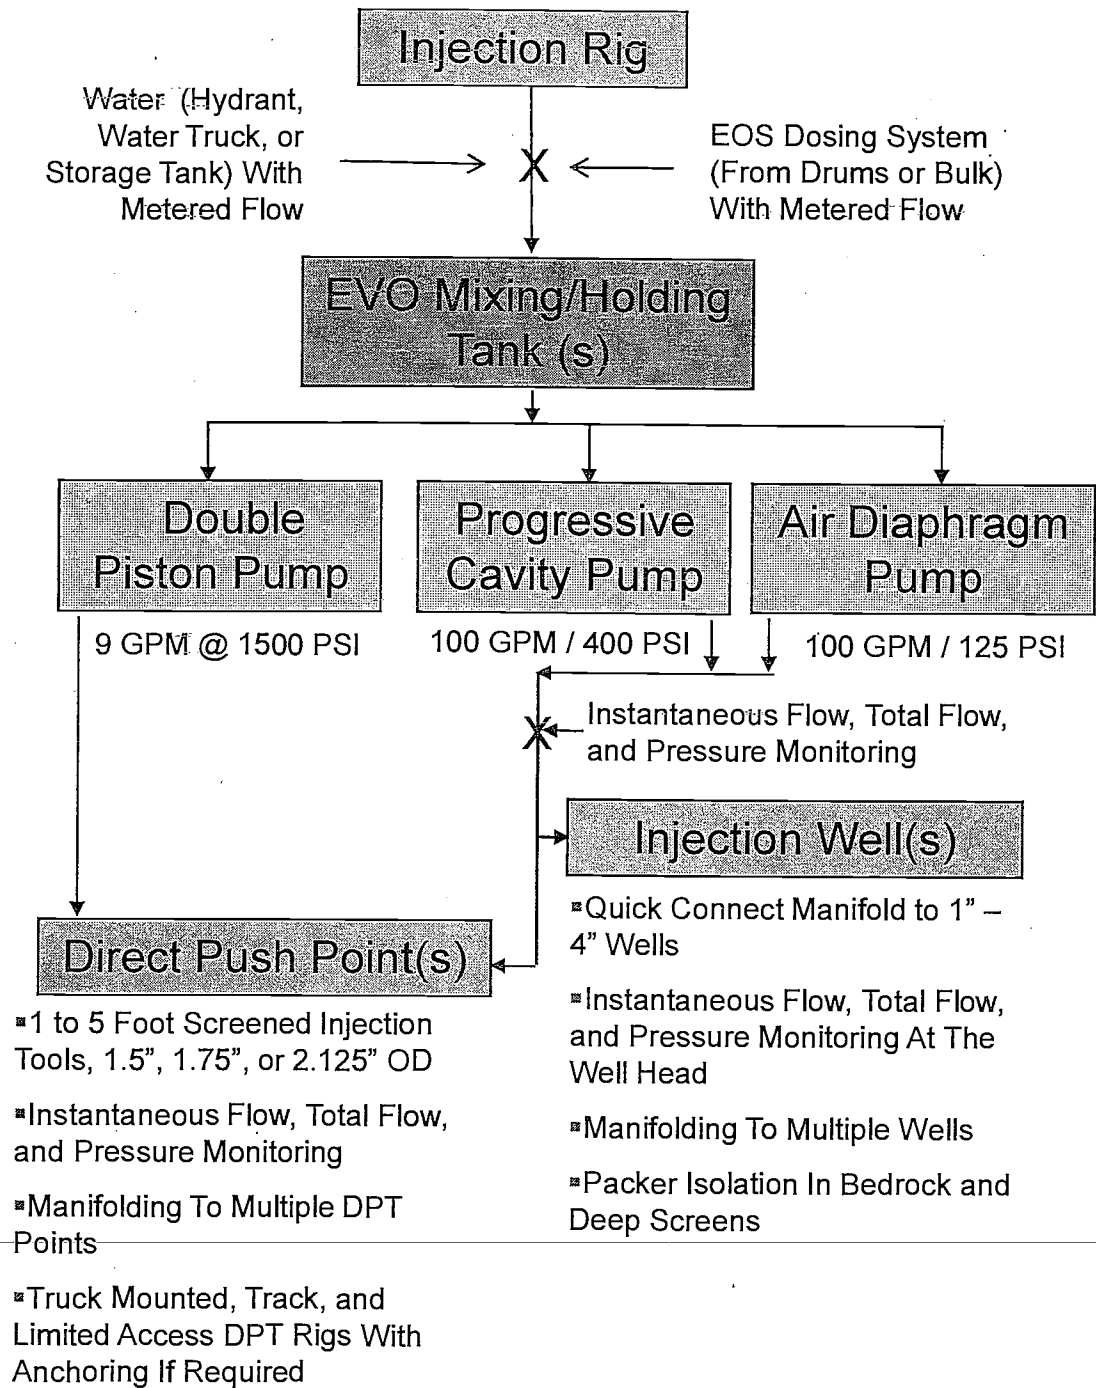 Injection Rig
Water (Hydrant,
Water Truck, or
Storage Tank) With
Metered Flow
X
EOS Dosing System
(From Drums or Bulk)
With Metered Flow
EVO Mixing/Holding
Tank (s)
Double
Piston Pump
Progressive
Cavity Pump
Air Diaphragm
Pump
9 GPM @ 1500 PSI
100 GPM / 400 PSI
100 GPM / 125 PSI
X
Instantaneous Flow, Total Flow,
and Pressure Monitoring
Injection Well(s)
▪Quick Connect Manifold to 1” –
4” Wells
▪Instantaneous Flow, Total Flow,
and Pressure Monitoring At The
Well Head
▪Manifolding To Multiple Wells
▪Packer Isolation In Bedrock and
Deep Screens
Direct Push Point(s)
▪1 to 5 Foot Screened Injection
Tools, 1.5”, 1.75”, or 2.125” OD
▪Instantaneous Flow, Total Flow,
and Pressure Monitoring
▪Manifolding To Multiple DPT
Points
▪Truck Mounted, Track, and
Limited Access DPT Rigs With
Anchoring If Required